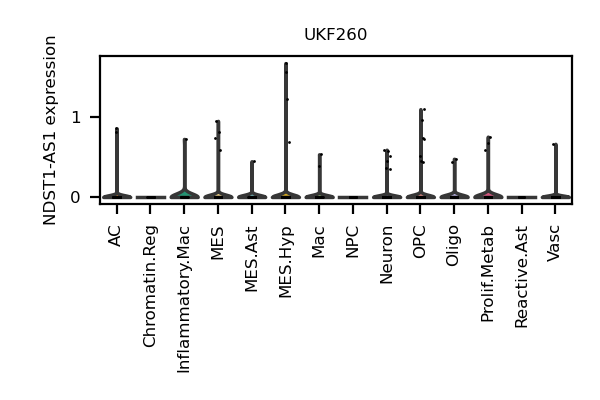 UKF260
NDST1-AS1 expression
1
0
AC
Chromatin.Reg
Inflammatory.Mac
MES
MES.Ast
MES.Hyp
Mac
NPC
Neuron
OPC
Oligo
Prolif.Metab
Reactive.Ast
Vasc